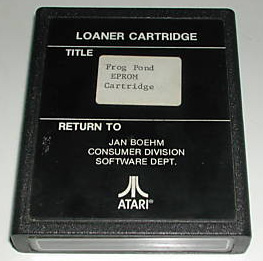 LOANER CARTRIDGE
TITLE
Frog Pond
EPROM
Cartridge
RETURN TO
JAN BOEHM
CONSUMER DIVISION
SOFTWARE DEPT.
ATARI®